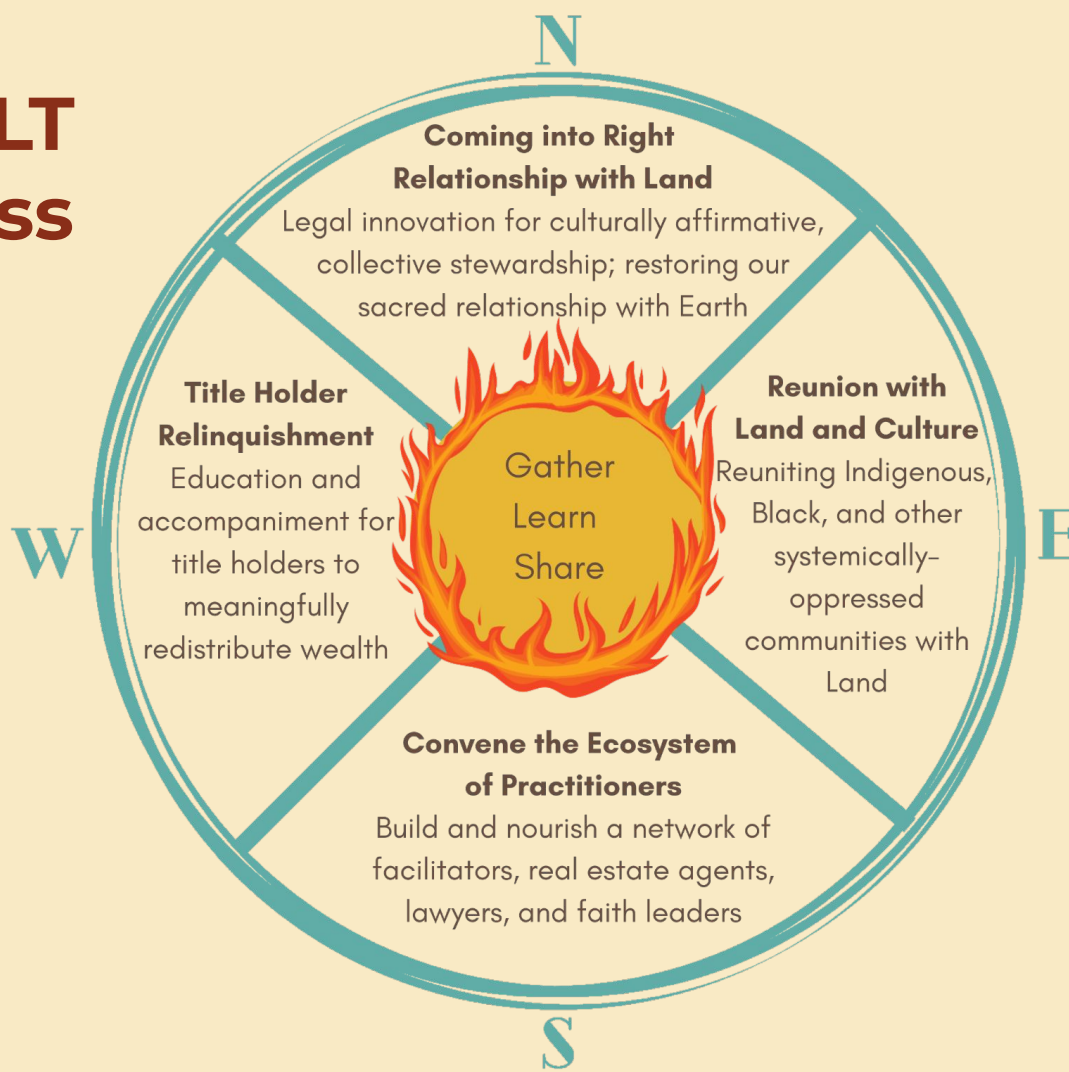 N
LT
SS
Coming into Right
Relationship with Land
Legal innovation for culturally affirmative,
collective stewardship; restoring our
sacred relationship with Earth
Title Holder
Relinquishment
Education and
accompaniment for
title holders to
meaningfully
redistribute wealth
W
Gather
Learn
Share
Reunion with
Land and Culture
Reuniting Indigenous,
Black, and other
systemically-
oppressed
communities with
Land
E
Convene the Ecosystem
of Practitioners
Build and nourish a network of
facilitators, real estate agents,
lawyers, and faith leaders
S